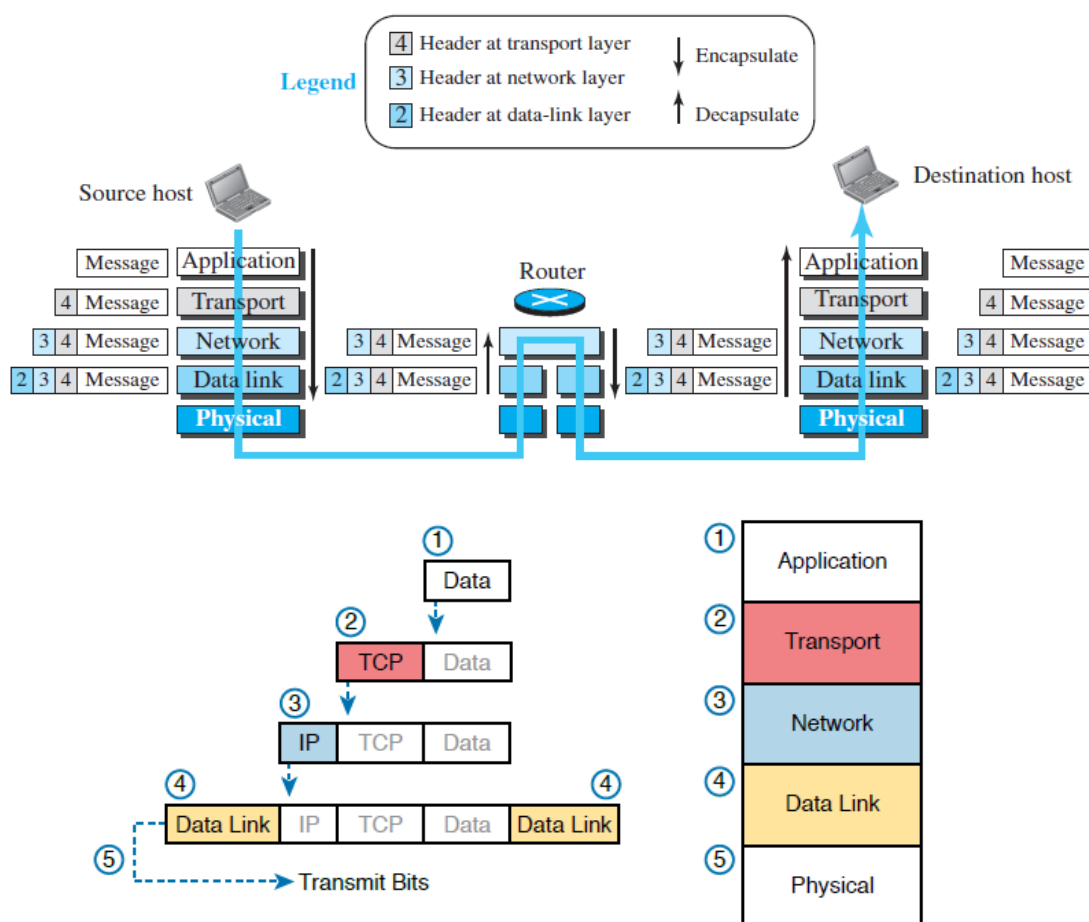 Legend
4 Header at transport layer
3 Header at network layer
2 Header at data-link layer
Encapsulate
Decapsulate
Source host
Destination host
Router
Message Application
4 Message Transport
3 4 Message Network
2 3 4 Message Data link
Physical
3 4 Message
2 3 4 Message
3 4 Message
2 3 4 Message
Application Message
Transport 4 Message
Network 3 4 Message
Data link 2 3 4 Message
Physical
1
Data
2
TCP Data
3
IP TCP Data
4 4
Data Link IP TCP Data Data Link
5
Transmit Bits
1 Application
2 Transport
3 Network
4 Data Link
5 Physical